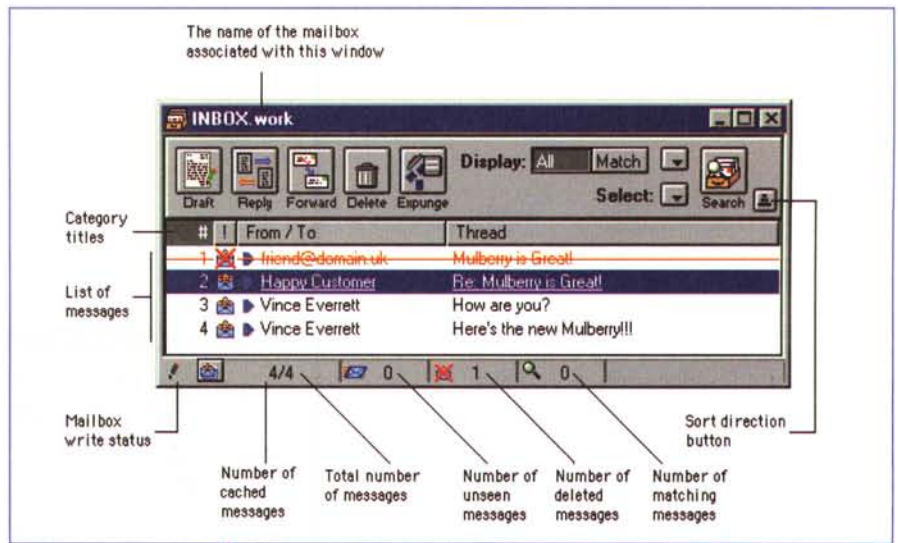 The name of the mailbox
associated with this window
INBOX.work
Display: All Match
Select:
Draft Reply Forward Delete Expunge Search
Category
titles
# ! From / To Thread
1 friend@domain.uk Mulberry is Great!
2 Happy Customer Re: Mulberry is Great!
List of
messages
3 Vince Everrett How are you?
4 Vince Everrett Here's the new Mulberry!!!
4/4 0 1 0
Mailbox
write status
Sort direction
button
Number of
cached
messages
Total number
of messages
Number of
unseen
messages
Number of
deleted
messages
Number of
matching
messages